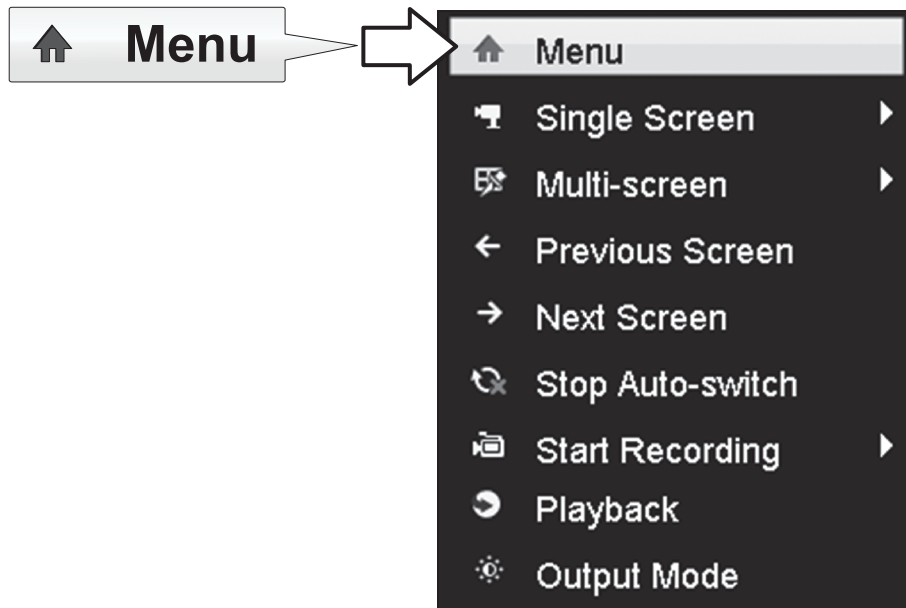 Menu
Menu
Single Screen
Multi-screen
Previous Screen
Next Screen
Stop Auto-switch
Start Recording
Playback
Output Mode